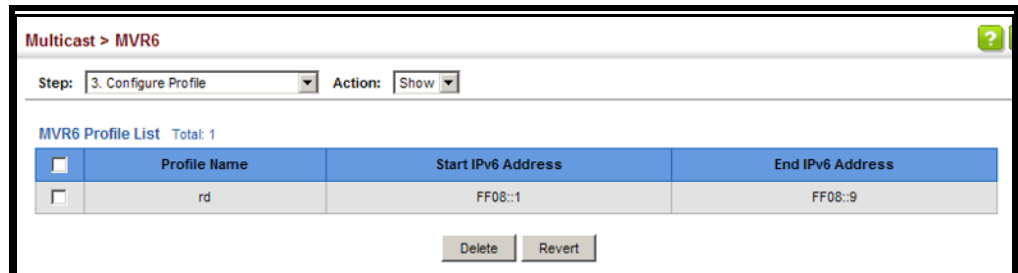 Multicast > MVR6
?
Step: 3. Configure Profile Action: Show
MVR6 Profile List Total: 1
Profile Name Start IPv6 Address End IPv6 Address
rd FF08::1 FF08::9
Delete Revert